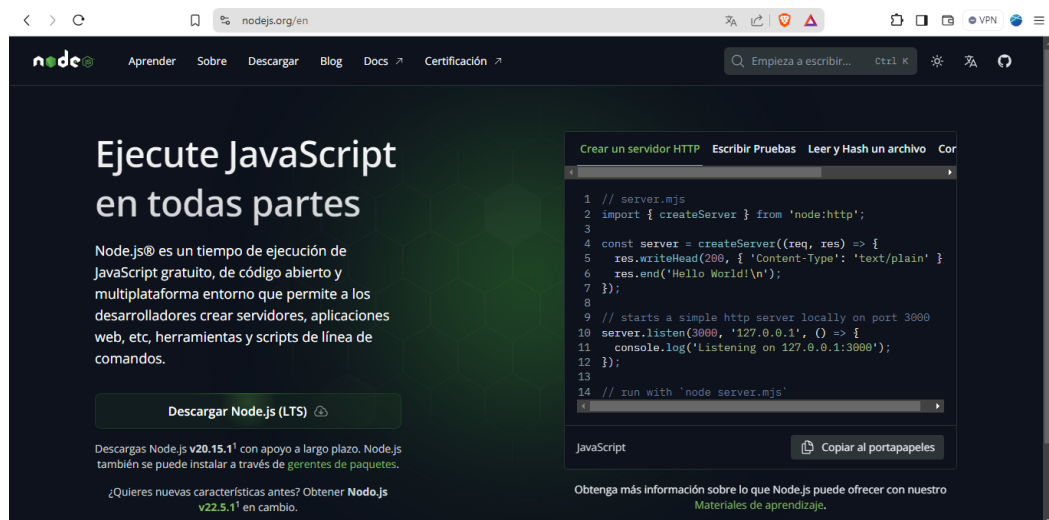 nodejs.org/en
VPN
node
Aprender Sobre Descargar Blog Docs ↗ Certificación ↗
Empieza a escribir... Ctrl K
Ejecute JavaScript
en todas partes
Node.js® es un tiempo de ejecución de
JavaScript gratuito, de código abierto y
multiplataforma entorno que permite a los
desarrolladores crear servidores, aplicaciones
web, etc, herramientas y scripts de línea de
comandos.
Descargar Node.js (LTS)
Descargas Node.js v20.15.1¹ con apoyo a largo plazo. Node.js
también se puede instalar a través de gerentes de paquetes.
¿Quieres nuevas características antes? Obtener Nodo.js
v22.5.1¹ en cambio.
Crear un servidor HTTP Escribir Pruebas Leer y Hash un archivo Cor
1 // server.mjs
2 import { createServer } from 'node:http';
3
4 const server = createServer((req, res) => {
5 res.writeHead(200, { 'Content-Type': 'text/plain' }
6 res.end('Hello World!\n');
7 });
8
9 // starts a simple http server locally on port 3000
10 server.listen(3000, '127.0.0.1', () => {
11 console.log('Listening on 127.0.0.1:3000');
12 });
13
14 // run with `node server.mjs`
JavaScript
Copiar al portapapeles
Obtenga más información sobre lo que Node.js puede ofrecer con nuestro
Materiales de aprendizaje.